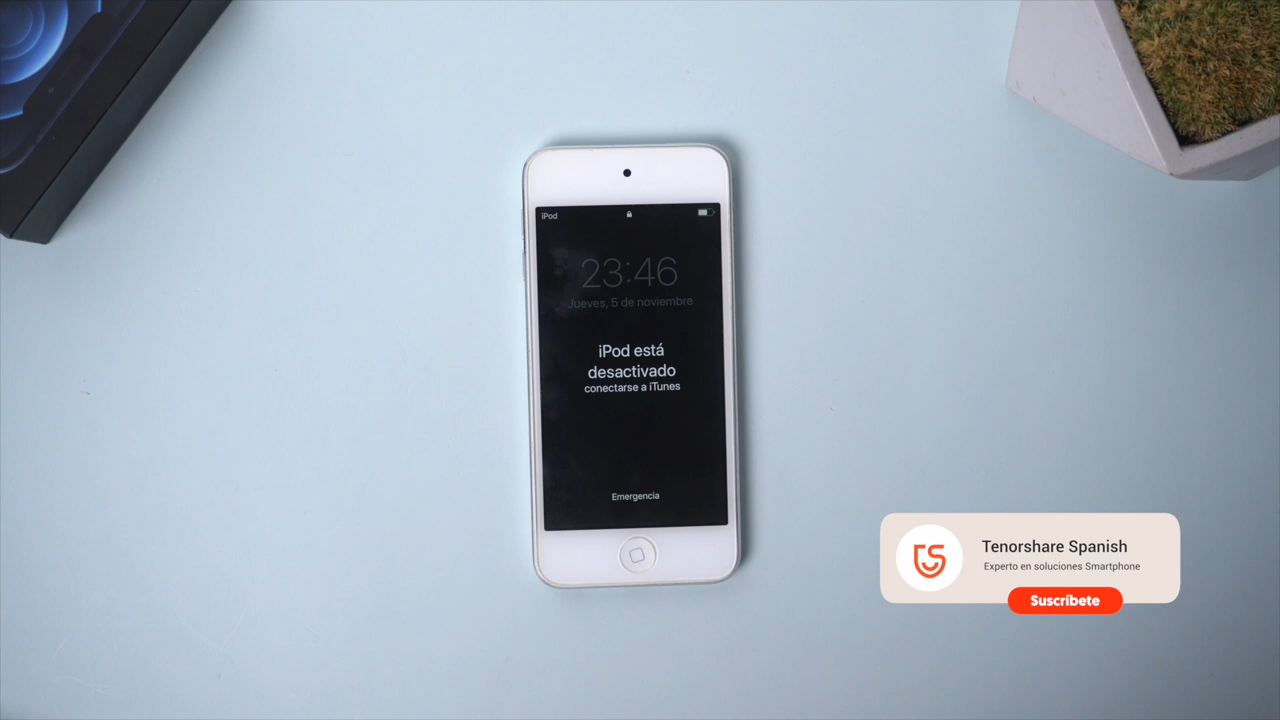 iPod
23:46
Jueves, 5 de noviembre
iPod está
desactivado
conectarse a iTunes
Emergencia
Tenorshare Spanish
Experto en soluciones Smartphone
Suscríbete